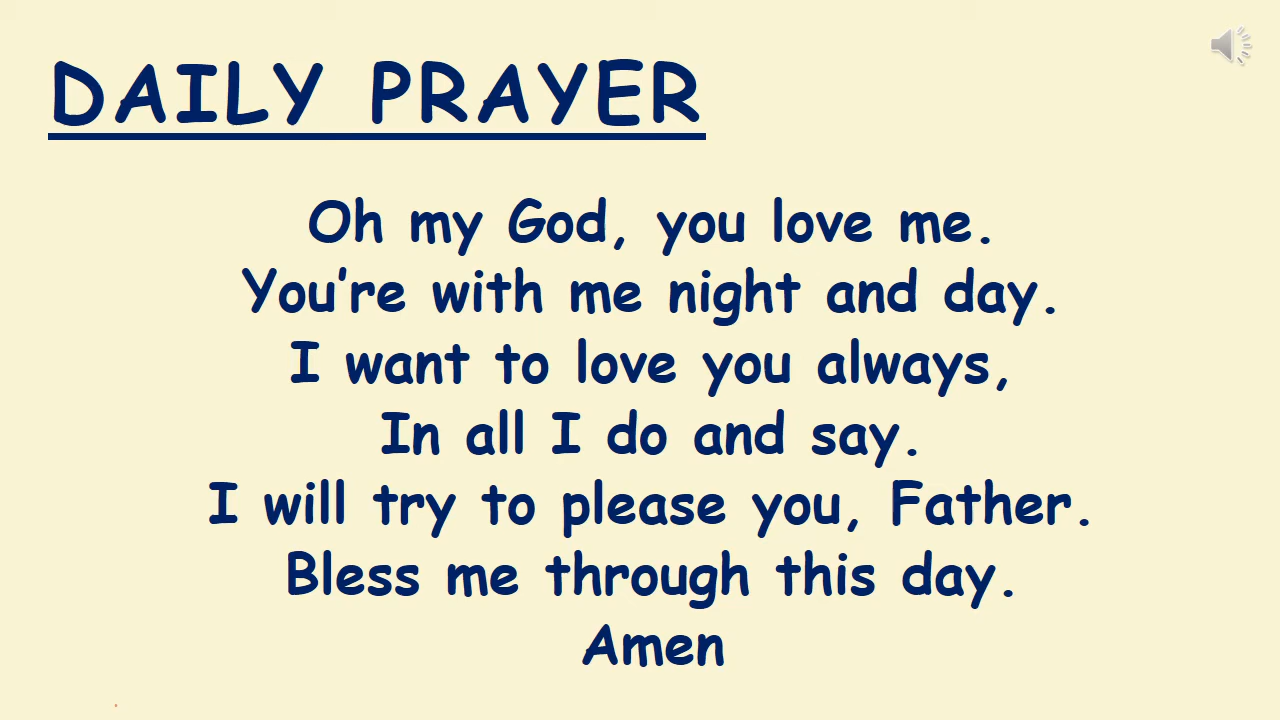 DAILY PRAYER
Oh my God, you love me.
You’re with me night and day.
I want to love you always,
In all I do and say.
I will try to please you, Father.
Bless me through this day.
Amen